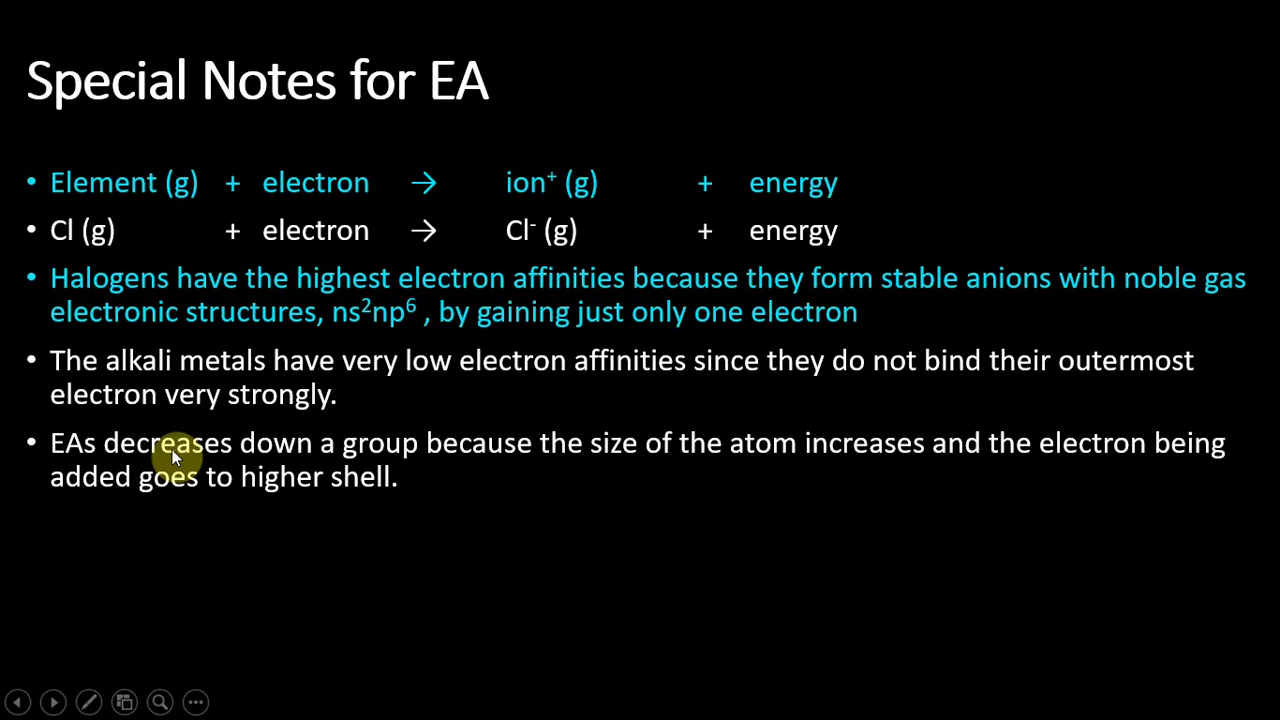 Special Notes for EA
• Element (g) + electron → ion⁺ (g) + energy
• Cl (g) + electron → Cl⁻ (g) + energy
• Halogens have the highest electron affinities because they form stable anions with noble gas
electronic structures, ns²np⁶ , by gaining just only one electron
• The alkali metals have very low electron affinities since they do not bind their outermost
electron very strongly.
• EAs decreases down a group because the size of the atom increases and the electron being
added goes to higher shell.